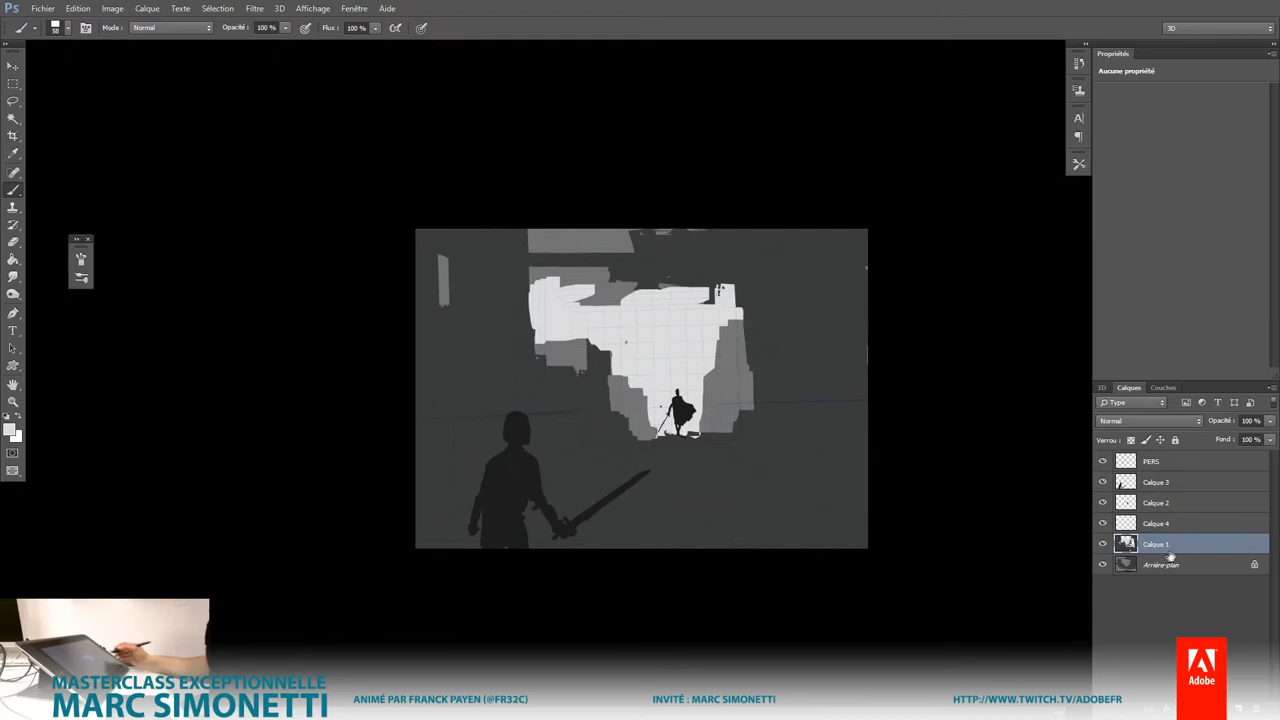 Ps Fichier Edition Image Calque Texte Sélection Filtre 3D Affichage Fenêtre Aide
58 Mode : Normal Opacité : 100 % Flux : 100 % 3D
Propriétés
Aucune propriété
3D Calques Couches
Type
Normal Opacité : 100 %
Verrou : Fond : 100 %
PERS
Calque 3
Calque 2
Calque 4
Calque 1
Arrière-plan
MASTERCLASS EXCEPTIONNELLE
MARC SIMONETTI
ANIMÉ PAR FRANCK PAYEN (@FR32C)
INVITÉ : MARC SIMONETTI
HTTP://WWW.TWITCH.TV/ADOBEFR
Adobe